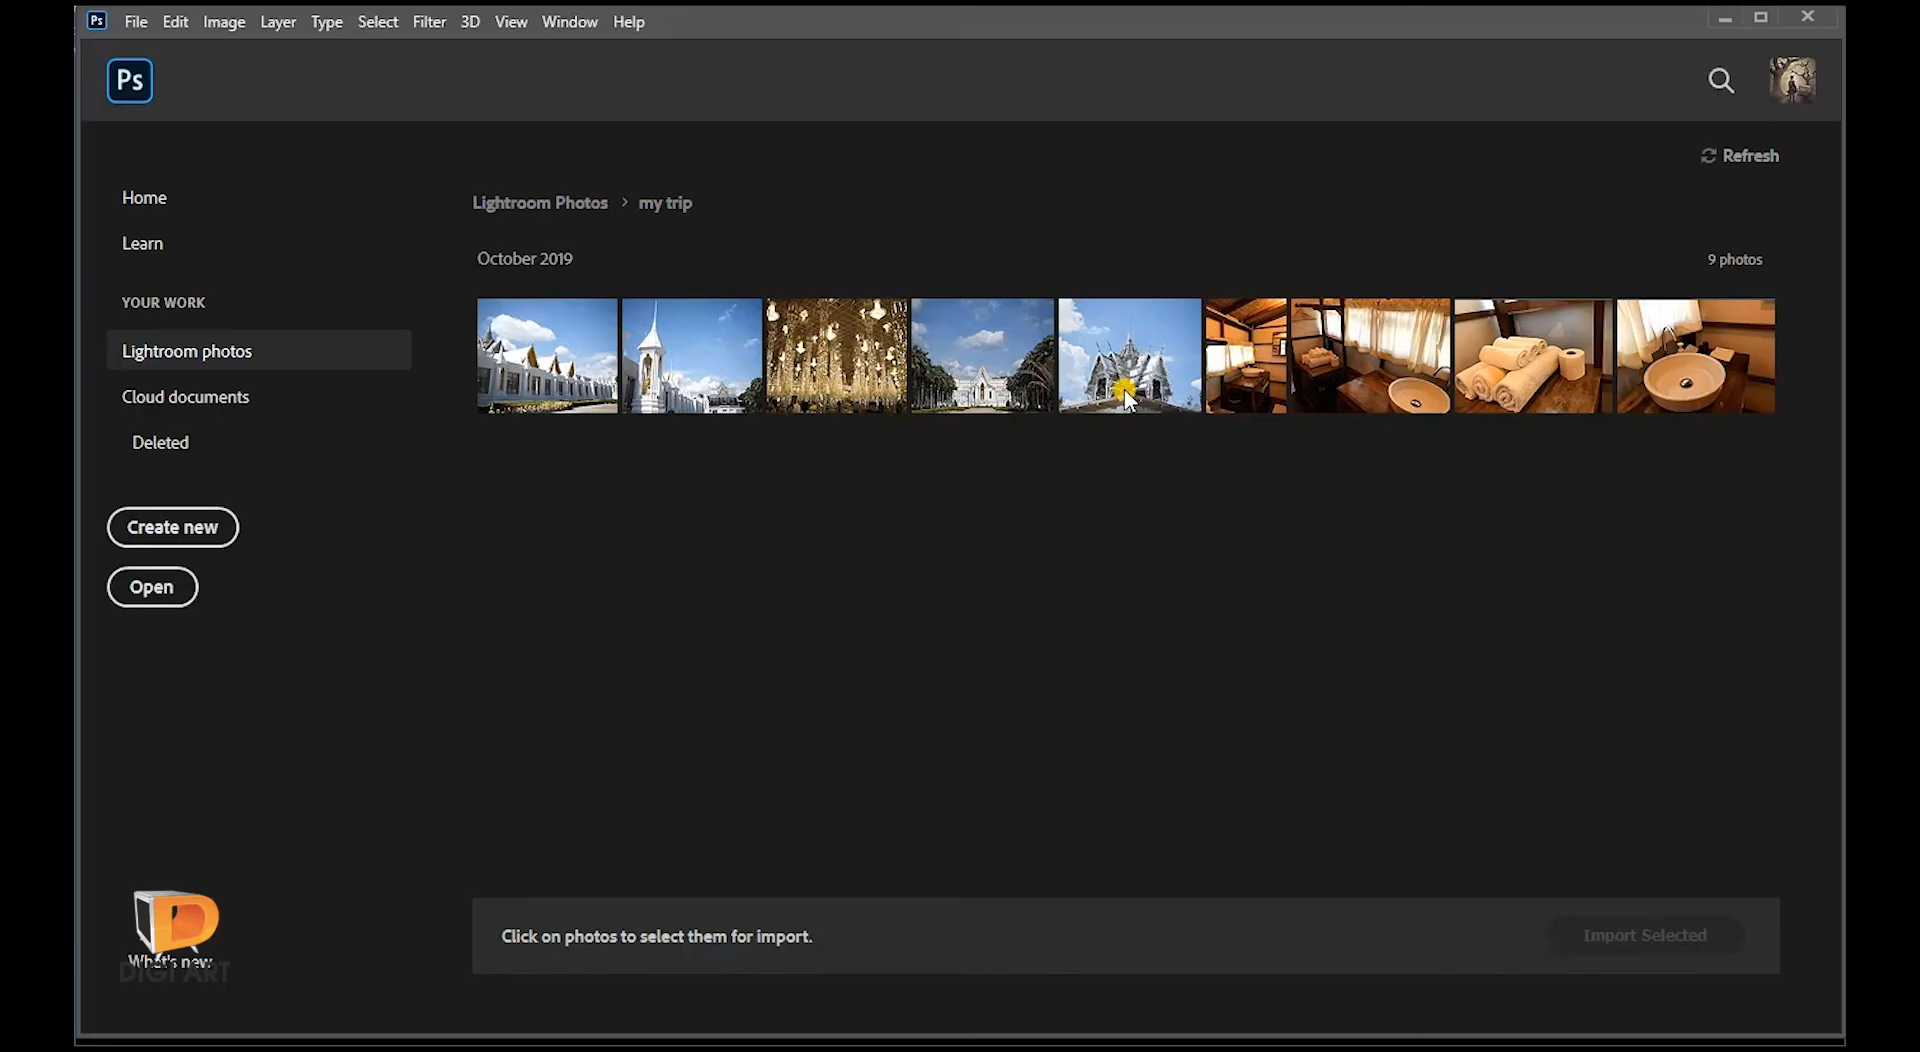 Ps File Edit Image Layer Type Select Filter 3D View Window Help
Ps
Refresh
Home
Lightroom Photos > my trip
Learn
October 2019
9 photos
YOUR WORK
Lightroom photos
Cloud documents
Deleted
Create new
Open
What's new
DIGI ART
Click on photos to select them for import.
Import Selected